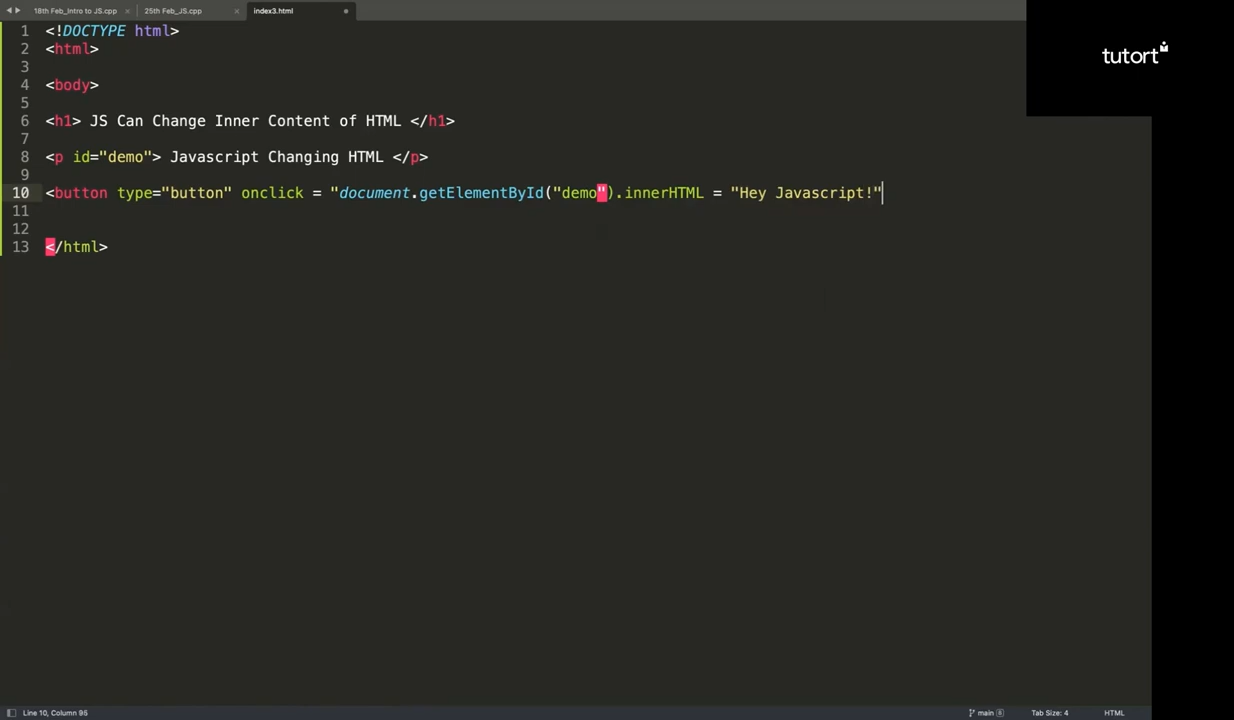 18th Feb_Intro to JS.cpp × 25th Feb_JS.cpp × index3.html
tutort
1 <!DOCTYPE html>
2 <html>
3
4 <body>
5
6 <h1> JS Can Change Inner Content of HTML </h1>
7
8 <p id="demo"> Javascript Changing HTML </p>
9
10 <button type="button" onclick = "document.getElementById("demo").innerHTML = "Hey Javascript!"
11
12
13 </html>
Line 10, Column 95 main Tab Size: 4 HTML